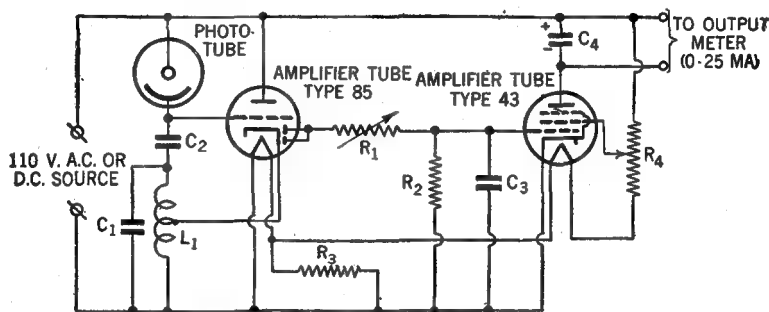 PHOTO-
TUBE
AMPLIFIER TUBE
TYPE 85
AMPLIFIER TUBE
TYPE 43
+
C4
-
TO OUTPUT
METER
(0-25 MA)
C2
R1
110 V. A.C. OR
D.C. SOURCE
R2
C3
R4
C1
L1
R3